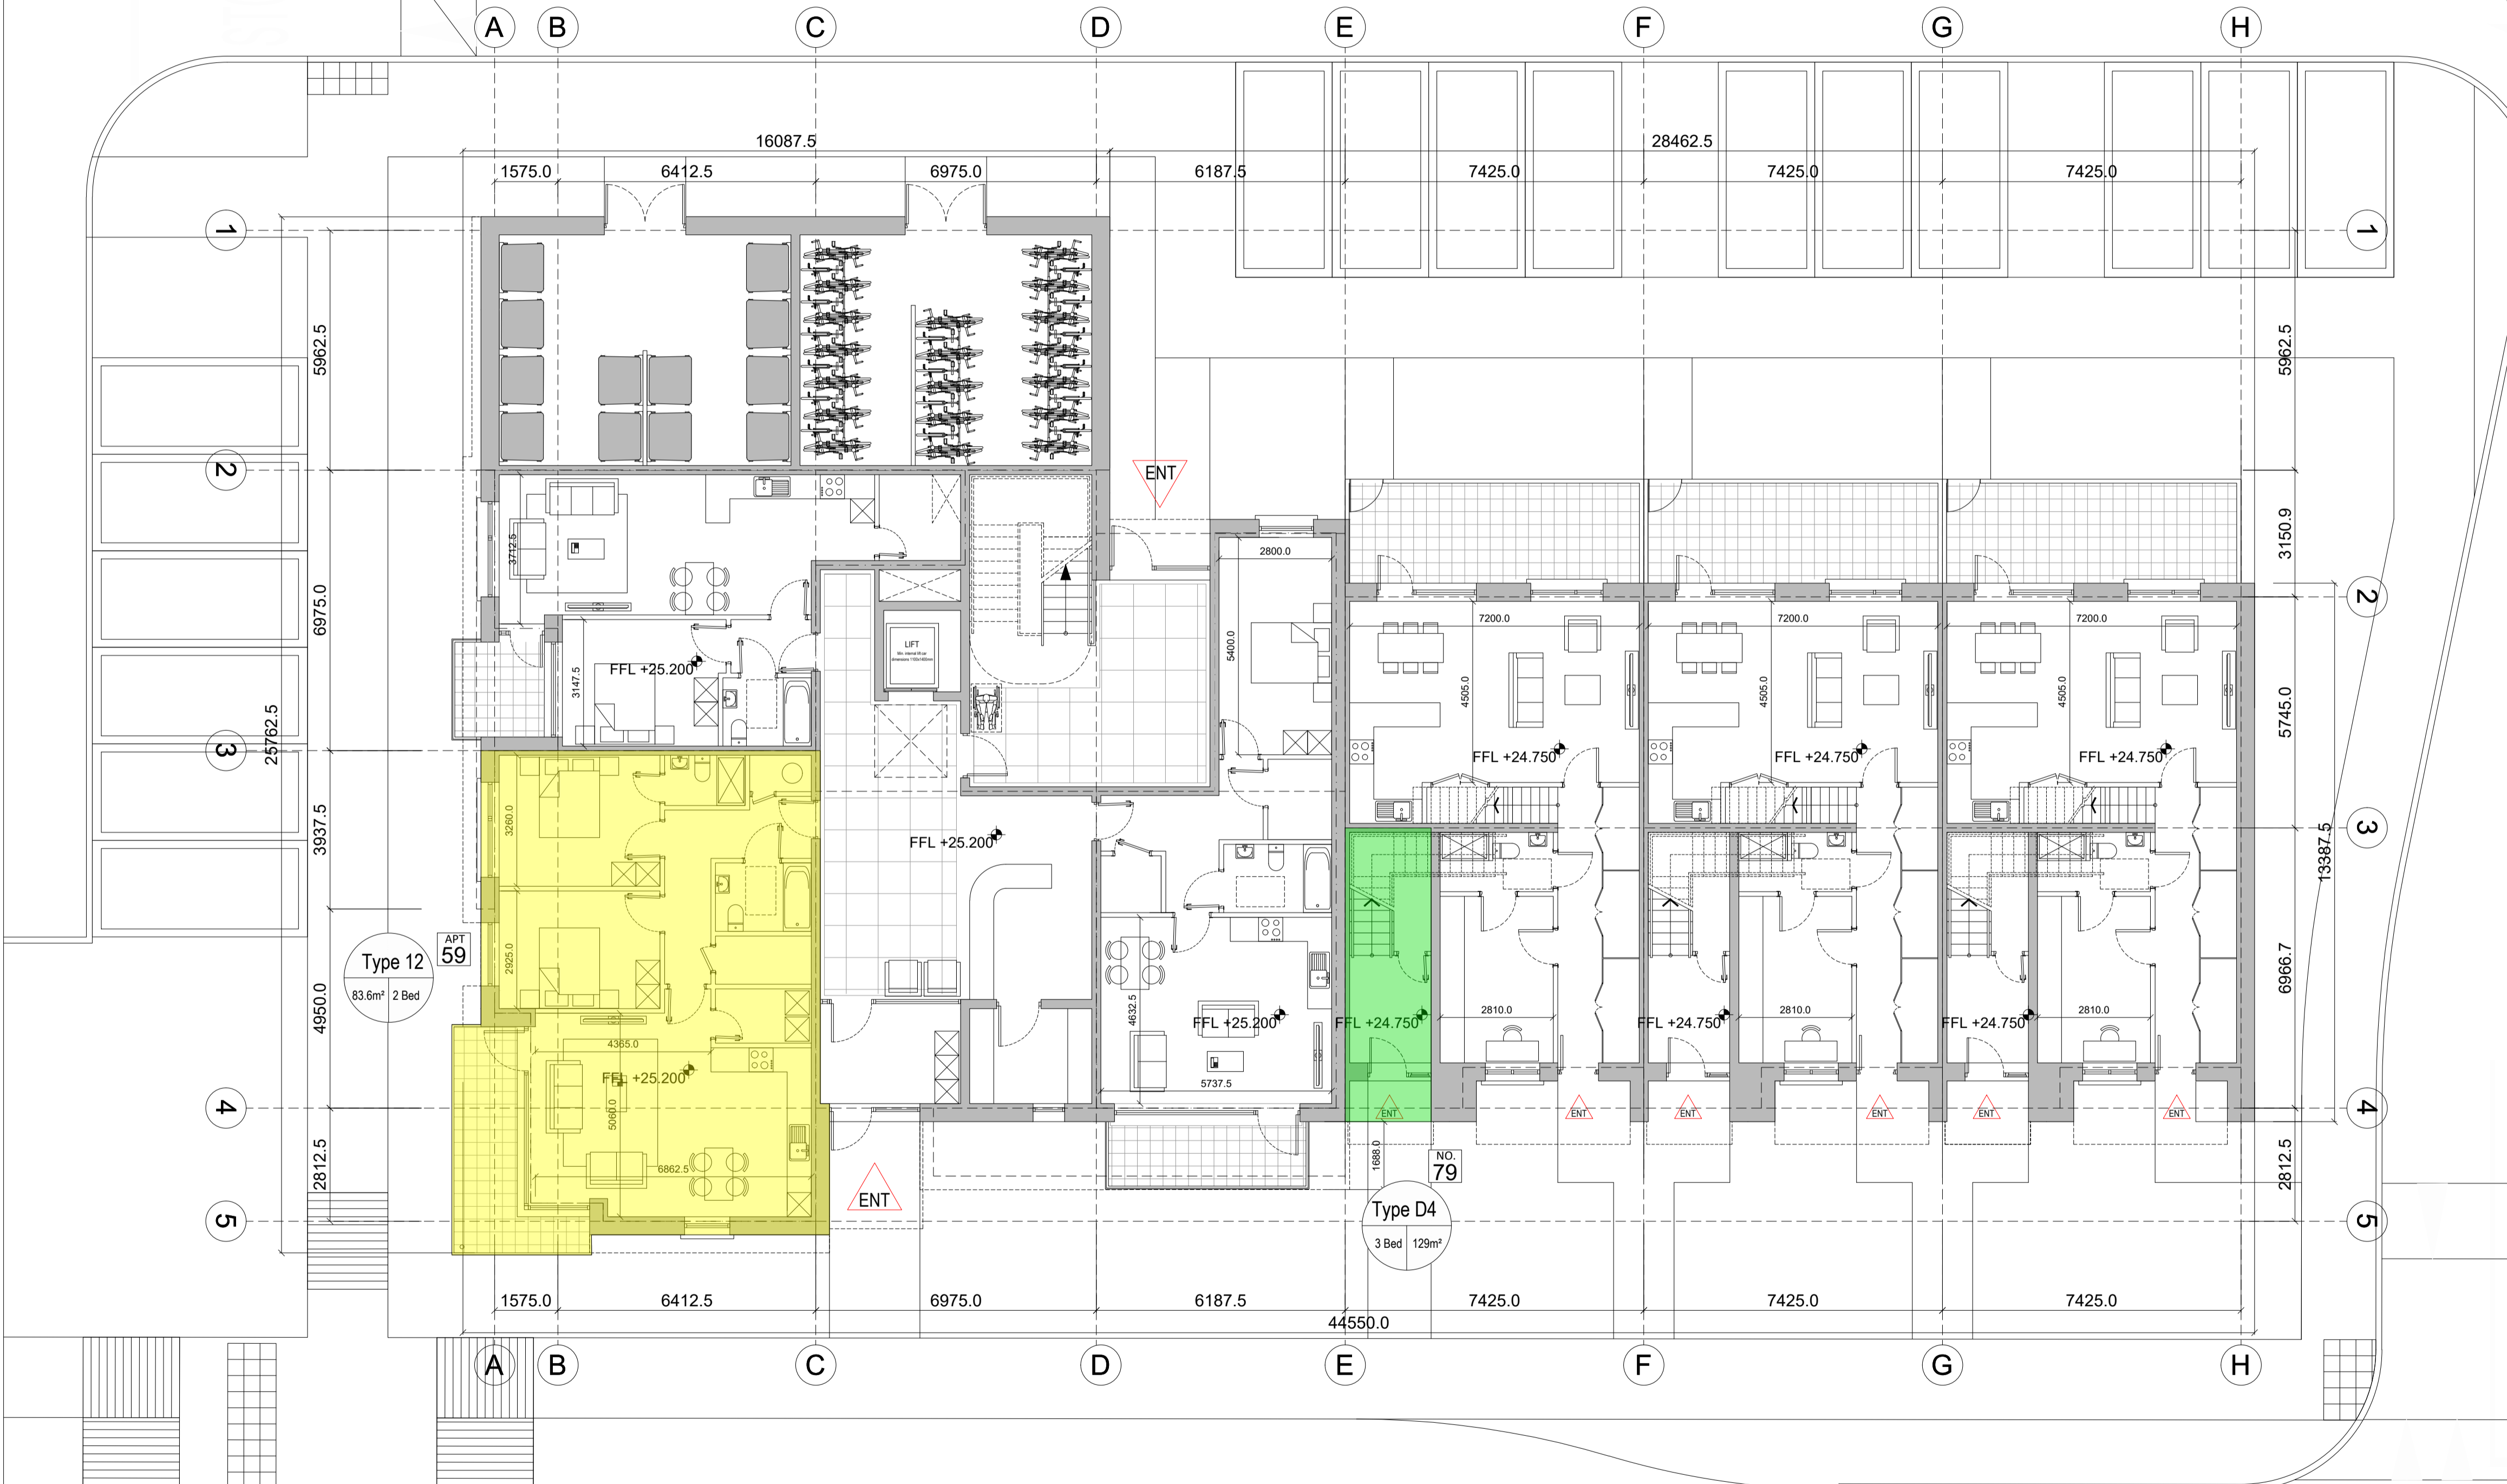 A B C D E F G H
16087.5 28462.5
1575.0 6412.5 6975.0 6187.5 7425.0 7425.0 7425.0
1 1
5962.5 5962.5
2
ENT
3712.5 2800.0 3150.9
6975.0 5400.0
2
LIFT
Min. internal lift car
dimensions 1100x1400mm
7200.0 7200.0 7200.0
3147.5 FFL +25.200
4505.0 4505.0 4505.0 5745.0
25762.5
3
FFL +24.750 FFL +24.750 FFL +24.750
3260.0
3937.5 FFL +25.200
3
13387.5
APT
59
Type 12
83.6m² 2 Bed
2925.0
4950.0 4632.5 6966.7
2810.0 2810.0 2810.0
FFL +25.200 FFL +24.750 FFL +24.750 FFL +24.750
4365.0
FFL +25.200
5737.5
4 4
5060.0
ENT ENT ENT ENT ENT ENT
2812.5 2812.5
1688.0
6862.5
NO.
79
ENT
Type D4
3 Bed 129m²
5 5
1575.0 6412.5 6975.0 6187.5 7425.0 7425.0 7425.0
44550.0
A B C D E F G H